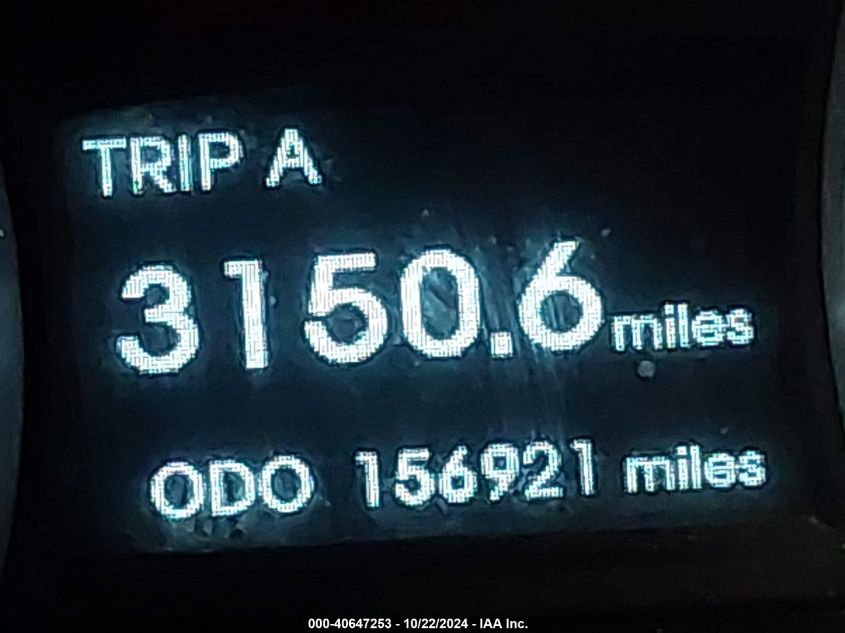 TRIP A
3150.6 miles
ODO 156921 miles
000-40647253 - 10/22/2024 - IAA Inc.